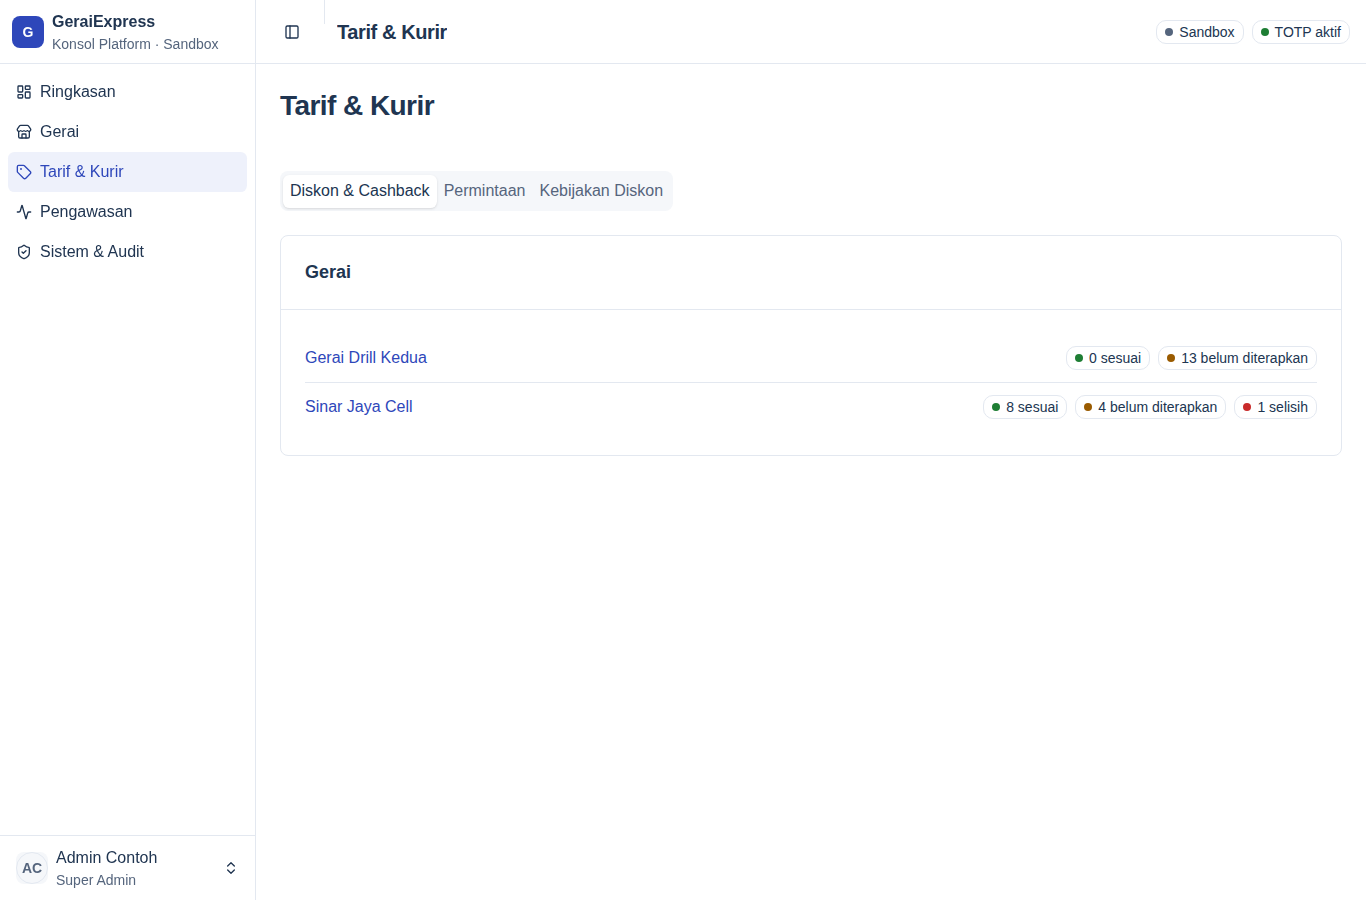 G
GeraiExpress
Konsol Platform · Sandbox
Ringkasan
Gerai
Tarif & Kurir
Pengawasan
Sistem & Audit
AC
Admin Contoh
Super Admin
Tarif & Kurir
Sandbox
TOTP aktif
Tarif & Kurir
Diskon & Cashback
Permintaan
Kebijakan Diskon
Gerai
Gerai Drill Kedua
0 sesuai
13 belum diterapkan
Sinar Jaya Cell
8 sesuai
4 belum diterapkan
1 selisih